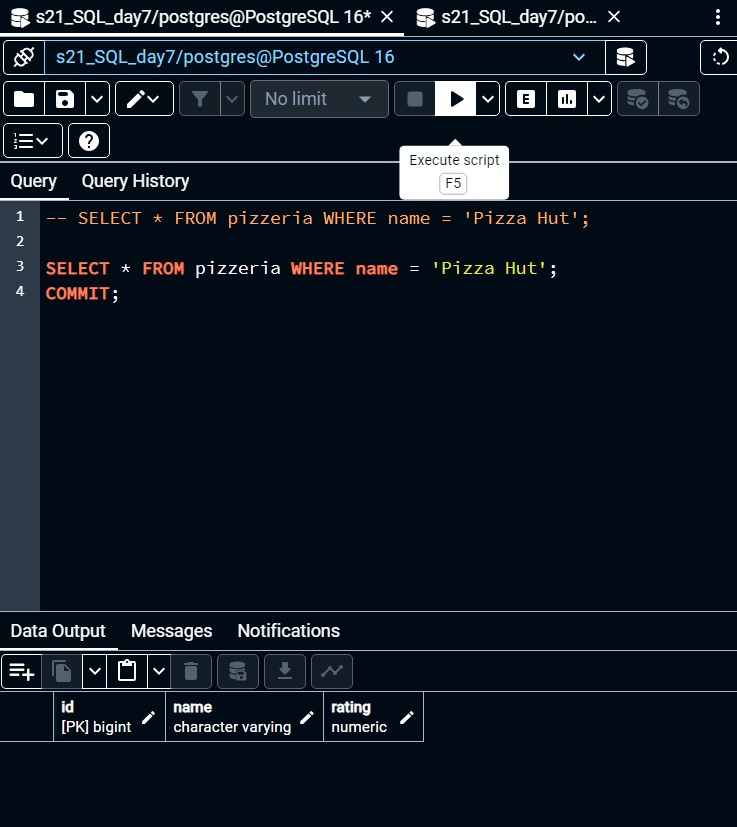 s21_SQL_day7/postgres@PostgreSQL 16* s21_SQL_day7/po...
s21_SQL_day7/postgres@PostgreSQL 16
No limit
E
Execute script
F5
Query Query History
1 -- SELECT * FROM pizzeria WHERE name = 'Pizza Hut';
2
3 SELECT * FROM pizzeria WHERE name = 'Pizza Hut';
4 COMMIT;
Data Output Messages Notifications
id name rating
[PK] bigint character varying numeric